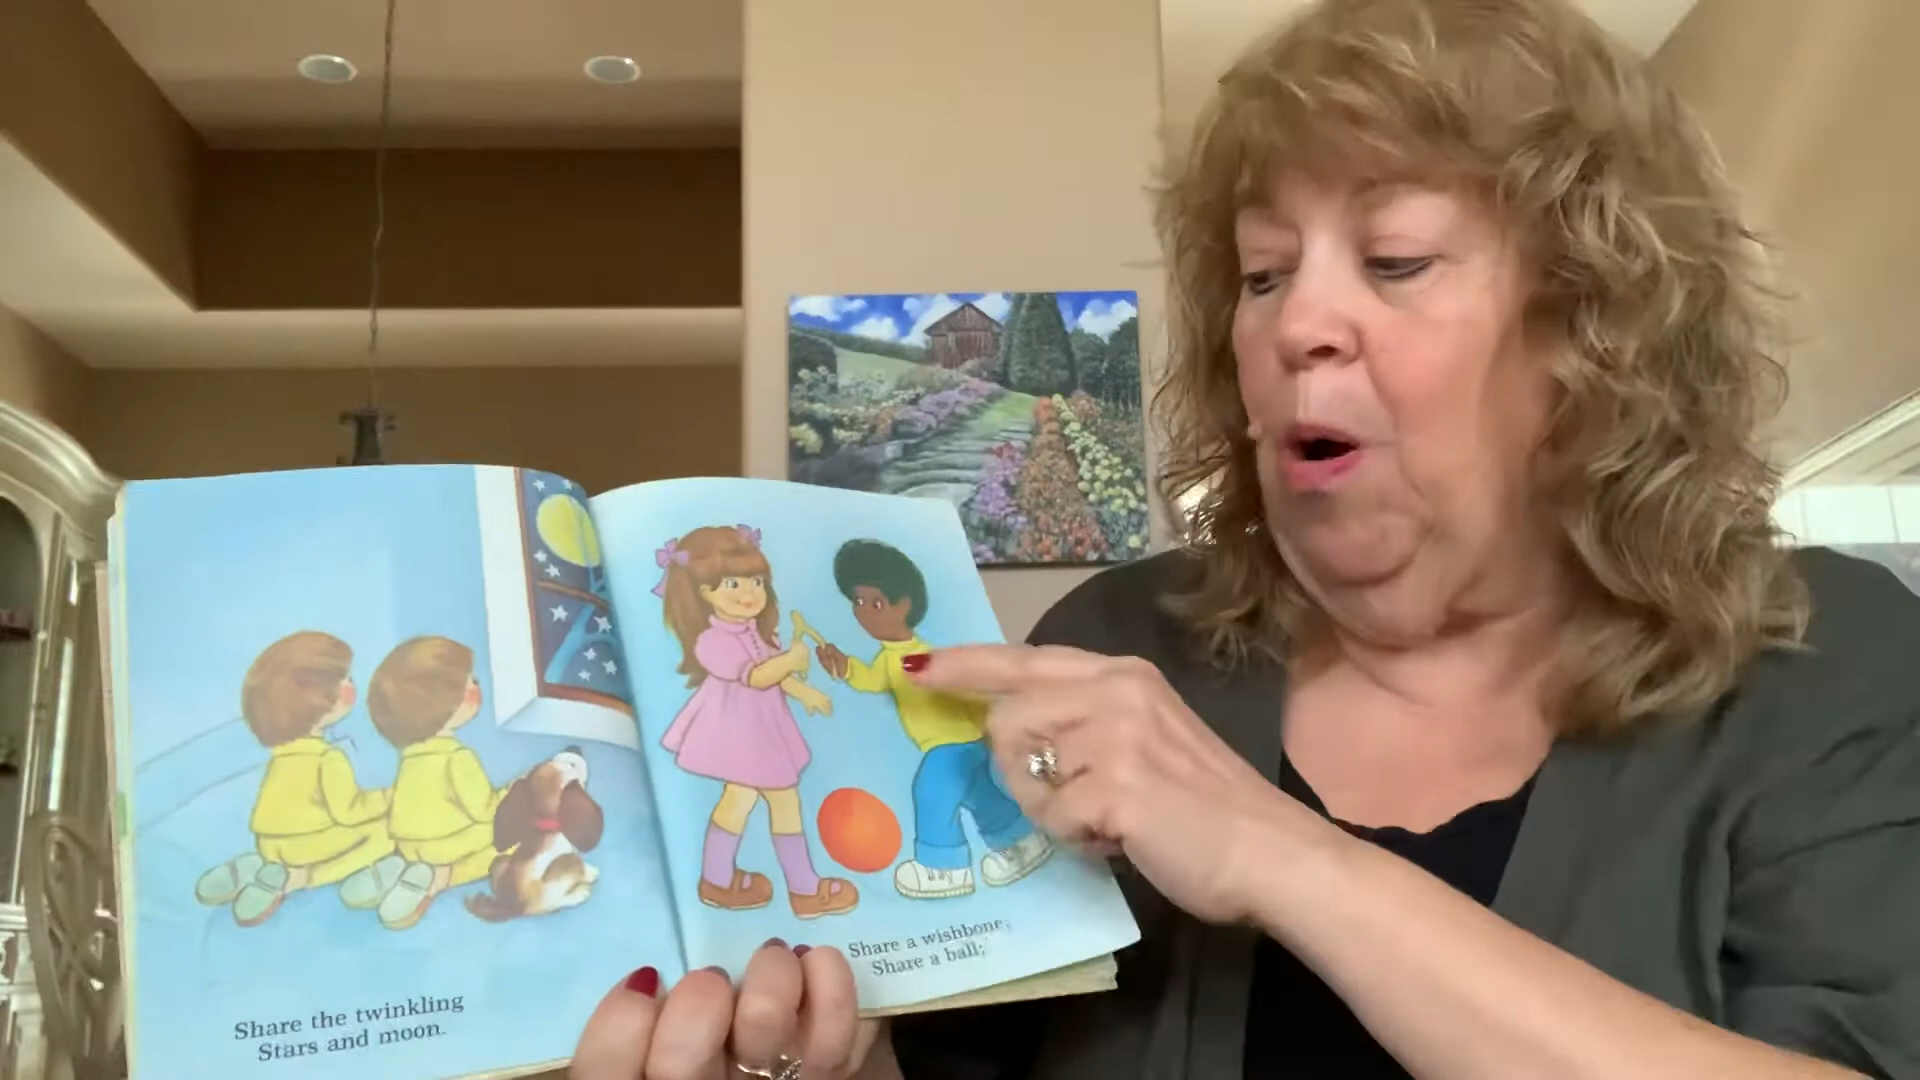 Share the twinkling
Stars and moon.
Share a wishbone;
Share a ball;